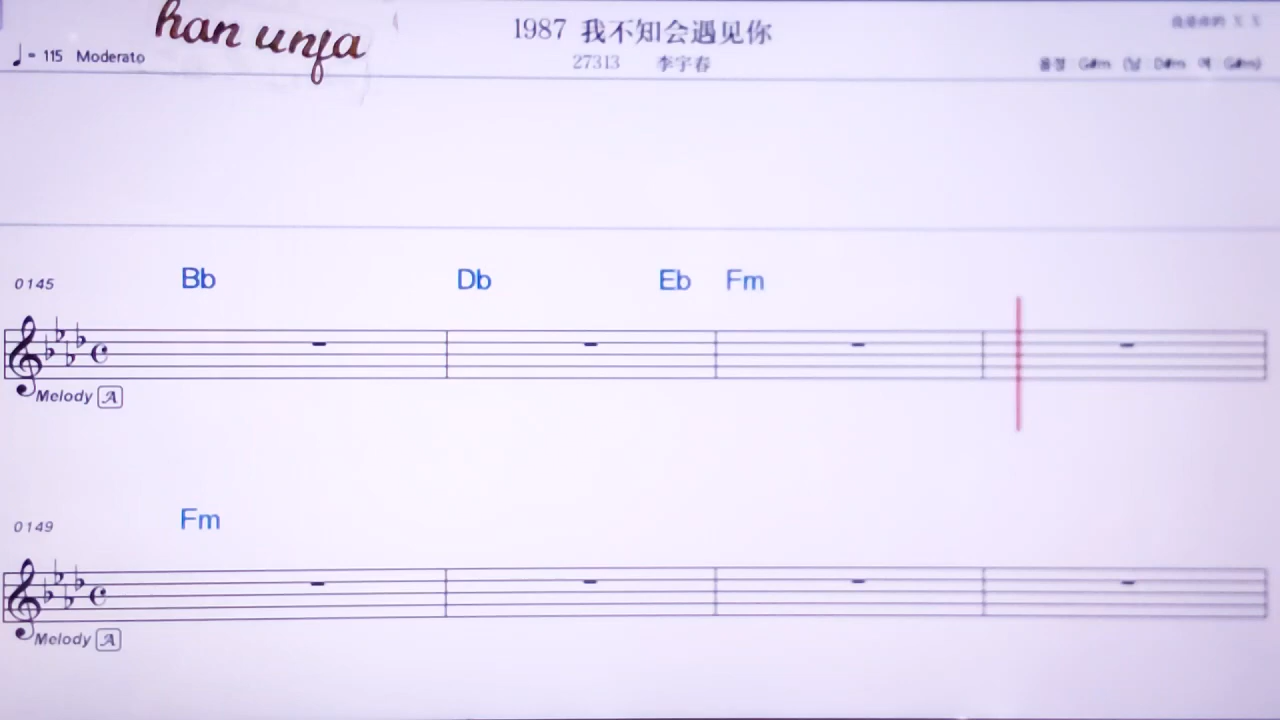 han unfa
1987 我不知会遇见你
♩= 115 Moderato
27313 李宇春
0145 Bb Db Eb Fm
Melody A
0149 Fm
Melody A